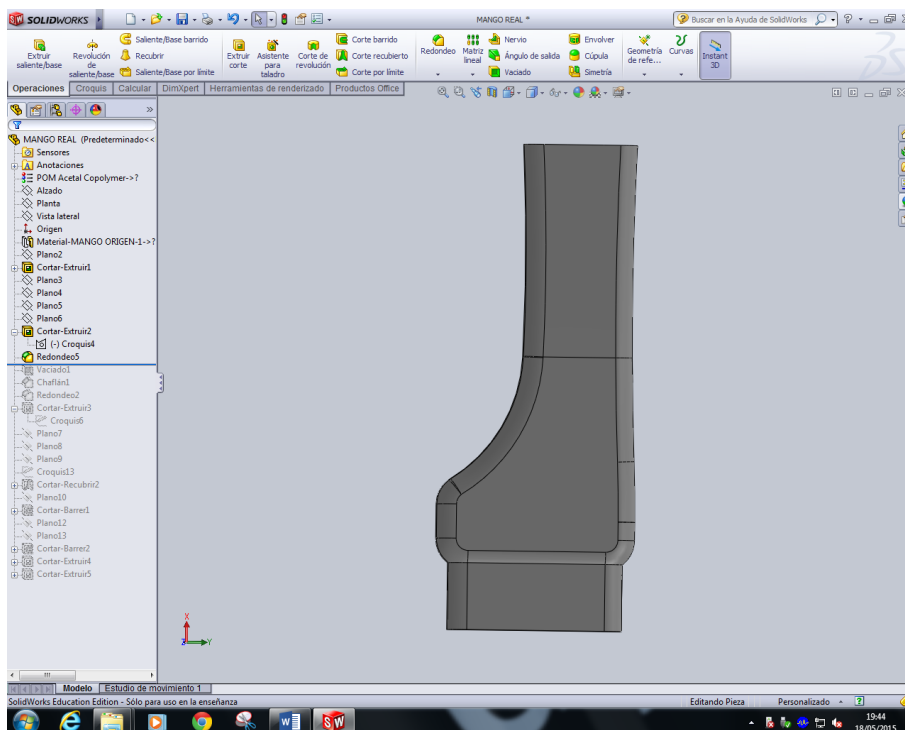 SOLIDWORKS
MANGO REAL *
Buscar en la Ayuda de SolidWorks
Extruir saliente/base
Revolución de saliente/base
Saliente/Base barrido
Recubrir
Saliente/Base por límite
Extruir corte
Asistente para taladro
Corte de revolución
Corte barrido
Corte recubierto
Corte por límite
Redondeo
Matriz lineal
Nervio
Ángulo de salida
Vaciado
Envolver
Cúpula
Simetría
Geometría de refe...
Curvas
Instant 3D
Operaciones Croquis Calcular DimXpert Herramientas de renderizado Productos Office
MANGO REAL (Predeterminado<<
Sensores
Anotaciones
POM Acetal Copolymer->?
Alzado
Planta
Vista lateral
Origen
Material-MANGO ORIGEN-1->?
Plano2
Cortar-Extruir1
Plano3
Plano4
Plano5
Plano6
Cortar-Extruir2
(-) Croquis4
Redondeo5
Vaciado1
Chaflán1
Redondeo2
Cortar-Extruir3
Croquis6
Plano7
Plano8
Plano9
Croquis13
Cortar-Recubrir2
Plano10
Cortar-Barrer1
Plano12
Plano13
Cortar-Barrer2
Cortar-Extruir4
Cortar-Extruir5
X
Z Y
Modelo Estudio de movimiento 1
SolidWorks Education Edition - Sólo para uso en la enseñanza
Editando Pieza Personalizado
19:44
18/05/2015